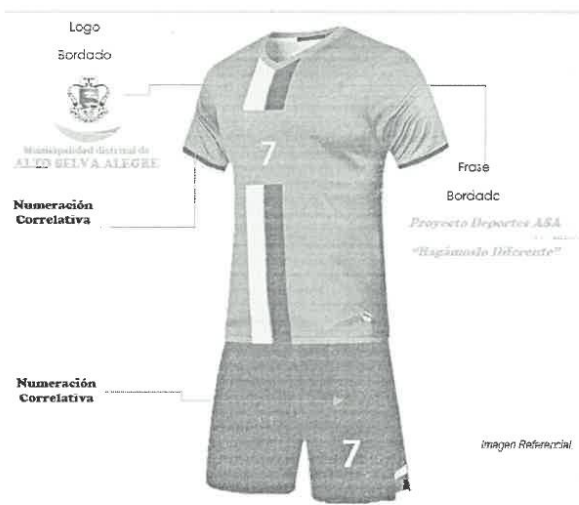 Logo
Bordado
Municipalidad distrital de
ALTO SELVA ALEGRE
Numeración
Correlativa
7
Frase
Bordado
Proyecto Deportes ASA
"Hagámoslo Diferente"
Numeración
Correlativa
7
Imagen Referencial